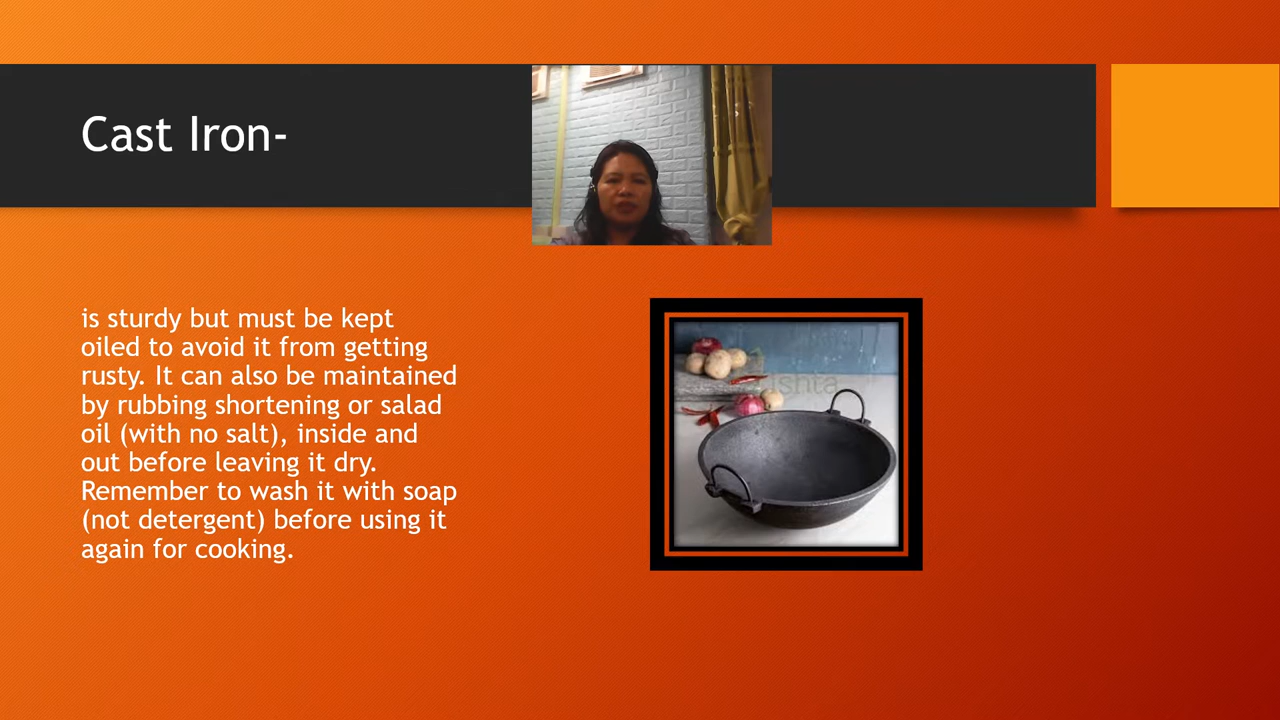 Cast Iron-
is sturdy but must be kept
oiled to avoid it from getting
rusty. It can also be maintained
by rubbing shortening or salad
oil (with no salt), inside and
out before leaving it dry.
Remember to wash it with soap
(not detergent) before using it
again for cooking.